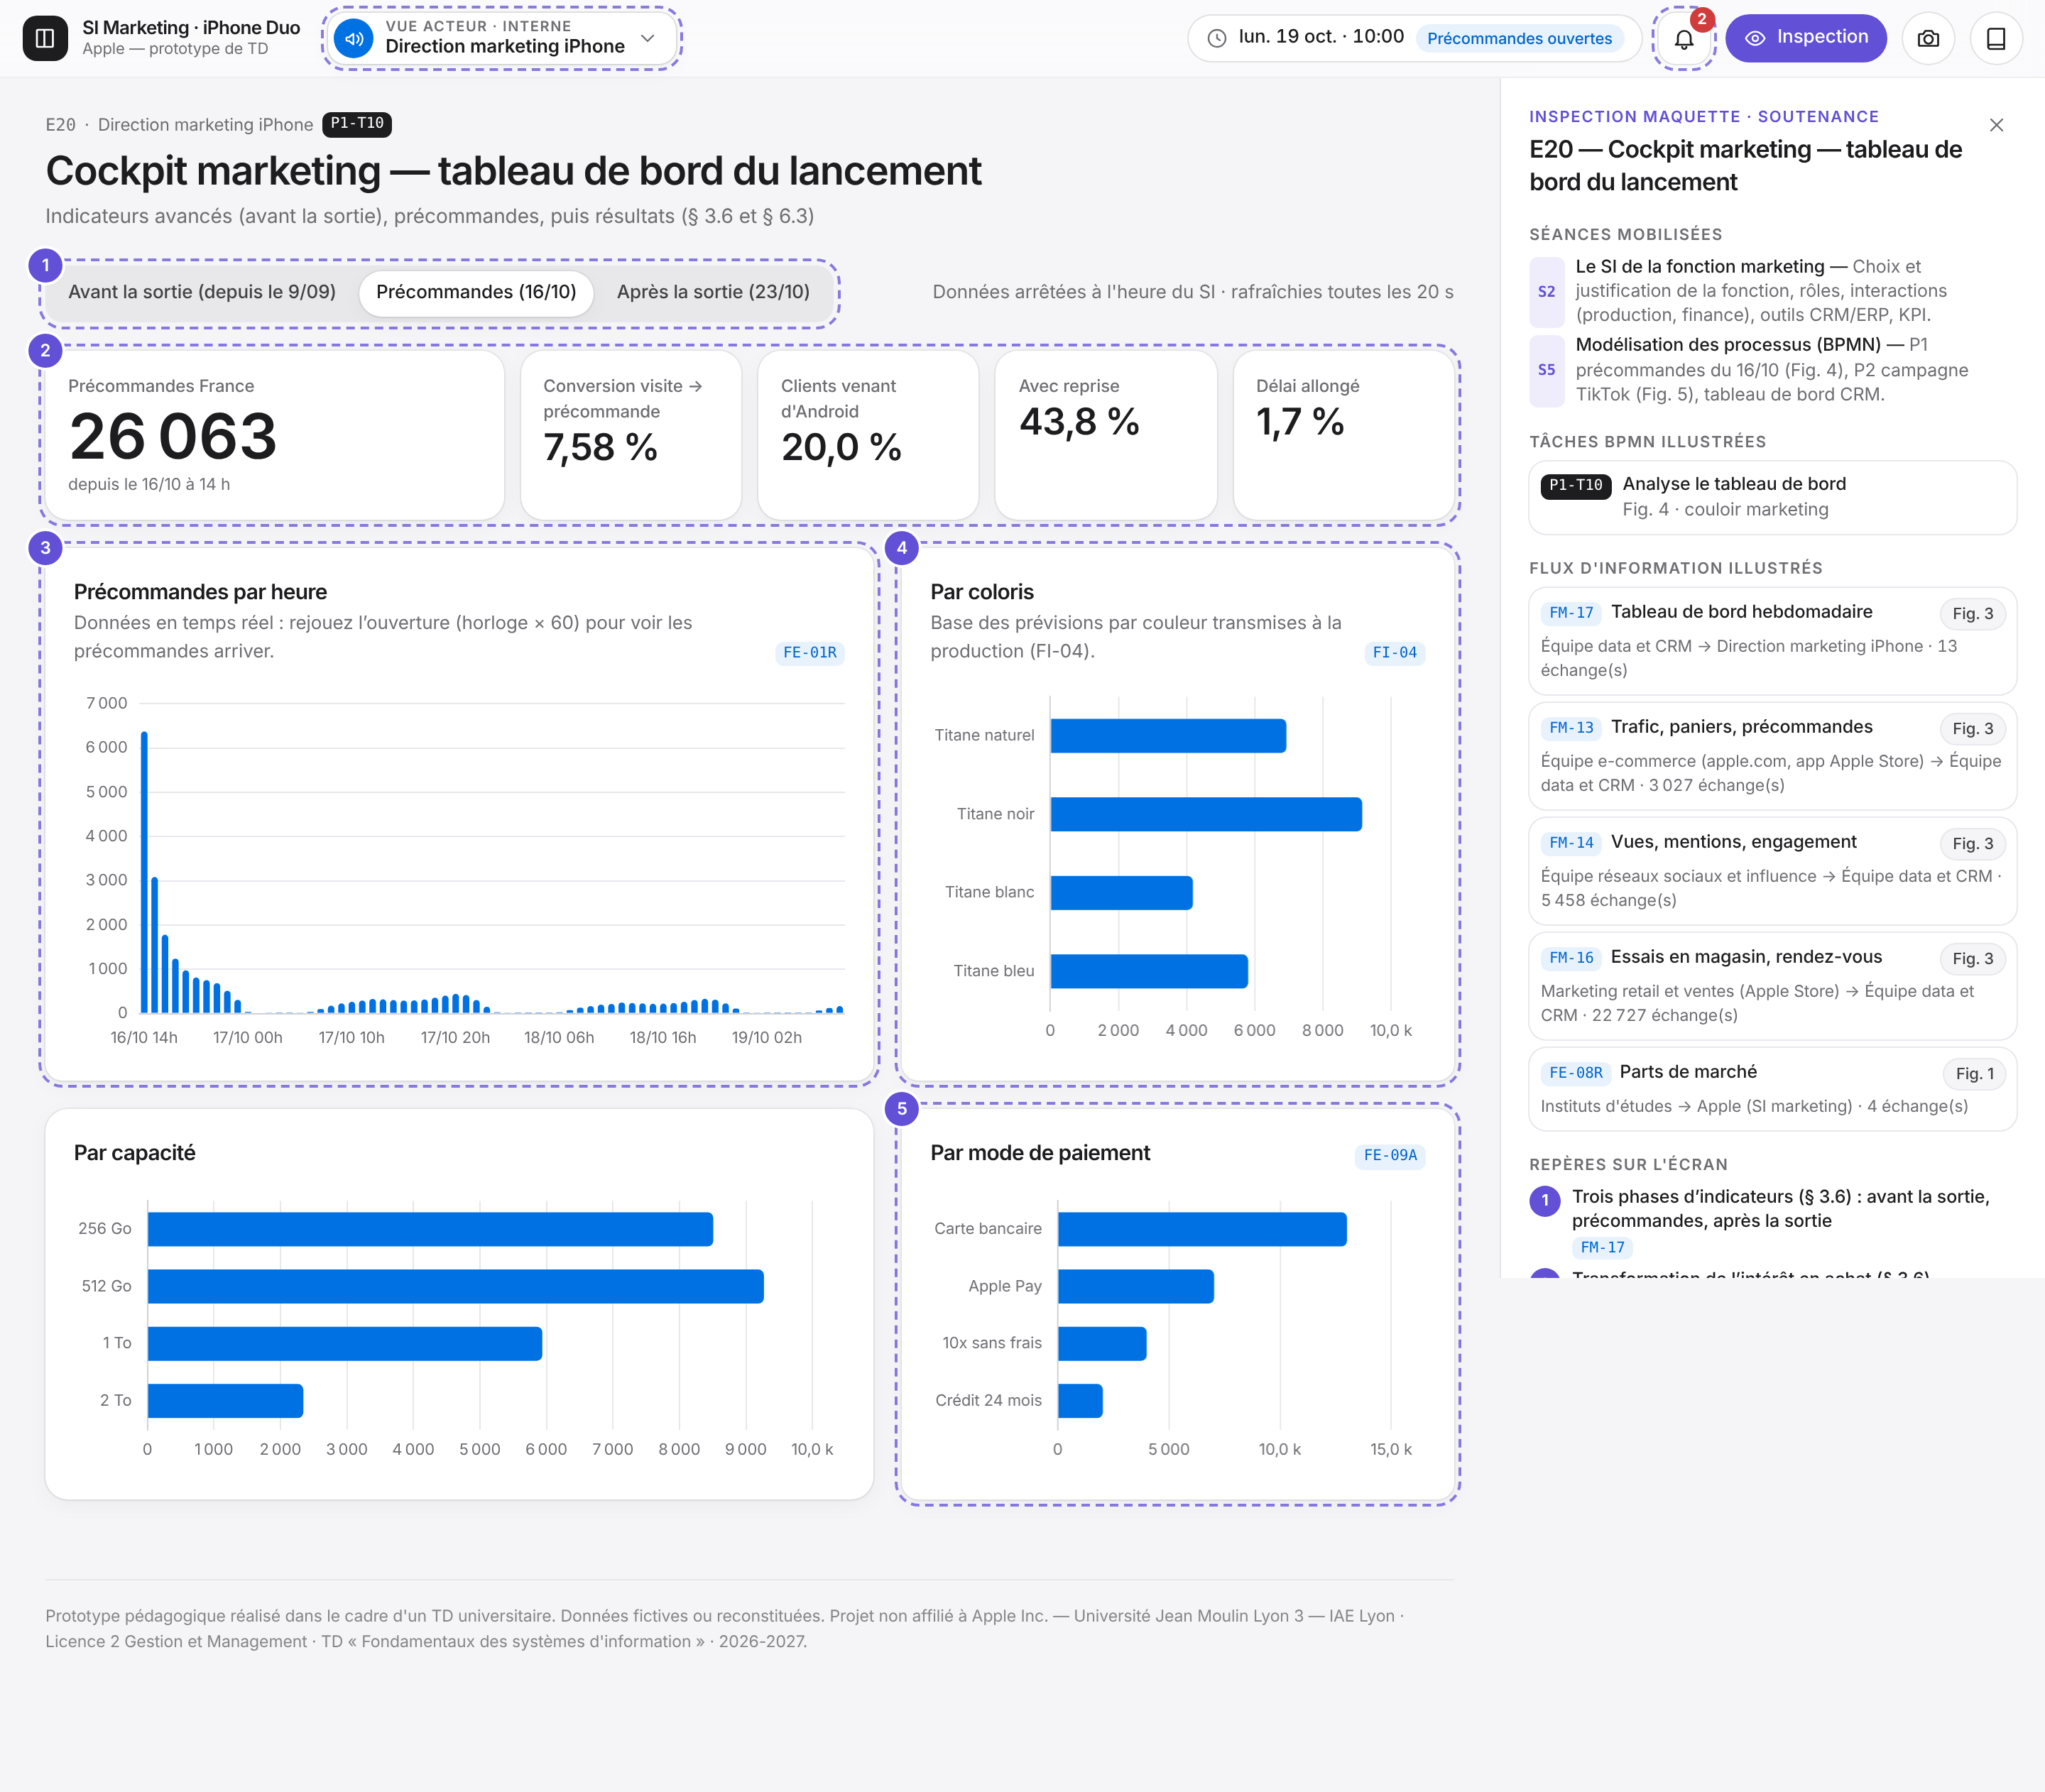 SI Marketing · iPhone Duo
Apple — prototype de TD
VUE ACTEUR · INTERNE
Direction marketing iPhone
lun. 19 oct. · 10:00
Précommandes ouvertes
2
Inspection
E20 · Direction marketing iPhone P1-T10
Cockpit marketing — tableau de bord du lancement
Indicateurs avancés (avant la sortie), précommandes, puis résultats (§ 3.6 et § 6.3)
1
Avant la sortie (depuis le 9/09)
Précommandes (16/10)
Après la sortie (23/10)
Données arrêtées à l'heure du SI · rafraîchies toutes les 20 s
2
Précommandes France
26 063
depuis le 16/10 à 14 h
Conversion visite →
précommande
7,58 %
Clients venant
d'Android
20,0 %
Avec reprise
43,8 %
Délai allongé
1,7 %
3
Précommandes par heure
Données en temps réel : rejouez l’ouverture (horloge × 60) pour voir les
précommandes arriver.
FE-01R
7 000
6 000
5 000
4 000
3 000
2 000
1 000
0
16/10 14h
17/10 00h
17/10 10h
17/10 20h
18/10 06h
18/10 16h
19/10 02h
4
Par coloris
Base des prévisions par couleur transmises à la
production (FI-04).
FI-04
Titane naturel
Titane noir
Titane blanc
Titane bleu
0
2 000
4 000
6 000
8 000
10,0 k
Par capacité
256 Go
512 Go
1 To
2 To
0
1 000
2 000
3 000
4 000
5 000
6 000
7 000
8 000
9 000
10,0 k
5
Par mode de paiement
FE-09A
Carte bancaire
Apple Pay
10x sans frais
Crédit 24 mois
0
5 000
10,0 k
15,0 k
Prototype pédagogique réalisé dans le cadre d'un TD universitaire. Données fictives ou reconstituées. Projet non affilié à Apple Inc. — Université Jean Moulin Lyon 3 — IAE Lyon ·
Licence 2 Gestion et Management · TD « Fondamentaux des systèmes d'information » · 2026-2027.
INSPECTION MAQUETTE · SOUTENANCE
E20 — Cockpit marketing — tableau de
bord du lancement
SÉANCES MOBILISÉES
S2
Le SI de la fonction marketing — Choix et
justification de la fonction, rôles, interactions
(production, finance), outils CRM/ERP, KPI.
S5
Modélisation des processus (BPMN) — P1
précommandes du 16/10 (Fig. 4), P2 campagne
TikTok (Fig. 5), tableau de bord CRM.
TÂCHES BPMN ILLUSTRÉES
P1-T10 Analyse le tableau de bord
Fig. 4 · couloir marketing
FLUX D'INFORMATION ILLUSTRÉS
FM-17 Tableau de bord hebdomadaire Fig. 3
Équipe data et CRM → Direction marketing iPhone · 13
échange(s)
FM-13 Trafic, paniers, précommandes Fig. 3
Équipe e-commerce (apple.com, app Apple Store) → Équipe
data et CRM · 3 027 échange(s)
FM-14 Vues, mentions, engagement Fig. 3
Équipe réseaux sociaux et influence → Équipe data et CRM ·
5 458 échange(s)
FM-16 Essais en magasin, rendez-vous Fig. 3
Marketing retail et ventes (Apple Store) → Équipe data et
CRM · 22 727 échange(s)
FE-08R Parts de marché Fig. 1
Instituts d'études → Apple (SI marketing) · 4 échange(s)
REPÈRES SUR L'ÉCRAN
1
Trois phases d’indicateurs (§ 3.6) : avant la sortie,
précommandes, après la sortie
FM-17
Transformation de l’intérêt en achat (§ 3.6)